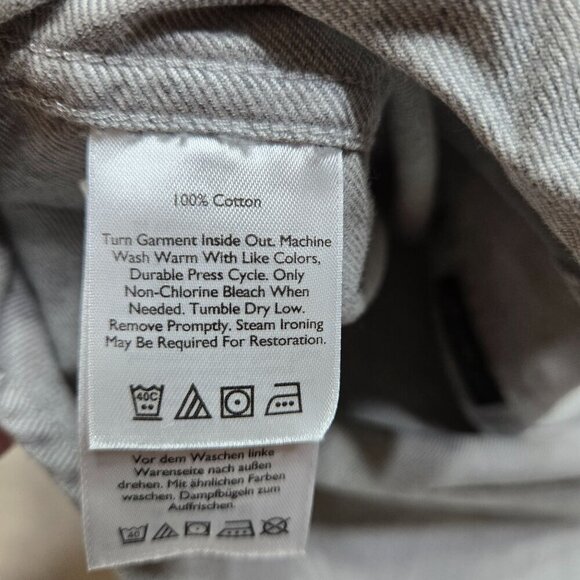 100% Cotton
Turn Garment Inside Out. Machine
Wash Warm With Like Colors,
Durable Press Cycle. Only
Non-Chlorine Bleach When
Needed. Tumble Dry Low.
Remove Promptly. Steam Ironing
May Be Required For Restoration.
40C
Vor dem Waschen linke
Warenseite nach außen
drehen. Mit ähnlichen Farben
waschen. Dampfbügeln zum
Auffrischen.
40